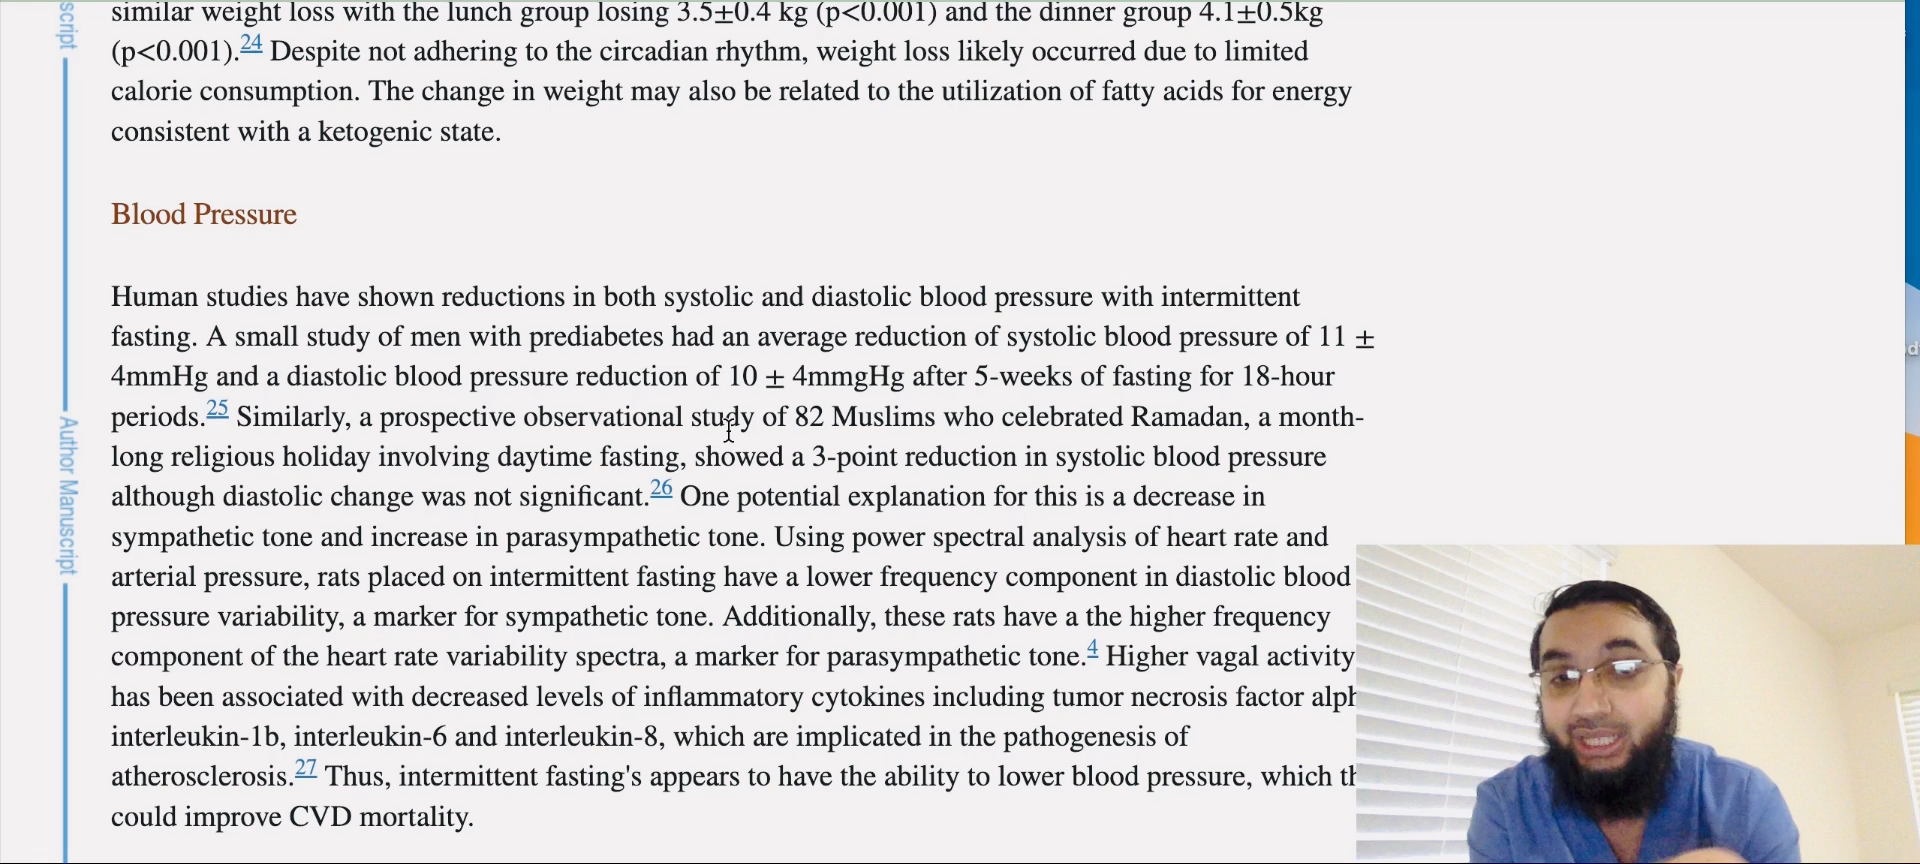 similar weight loss with the lunch group losing 3.5±0.4 kg (p<0.001) and the dinner group 4.1±0.5kg
(p<0.001).24 Despite not adhering to the circadian rhythm, weight loss likely occurred due to limited
calorie consumption. The change in weight may also be related to the utilization of fatty acids for energy
consistent with a ketogenic state.
Blood Pressure
Human studies have shown reductions in both systolic and diastolic blood pressure with intermittent
fasting. A small study of men with prediabetes had an average reduction of systolic blood pressure of 11 ±
4mmHg and a diastolic blood pressure reduction of 10 ± 4mmgHg after 5-weeks of fasting for 18-hour
periods.25 Similarly, a prospective observational study of 82 Muslims who celebrated Ramadan, a month-
long religious holiday involving daytime fasting, showed a 3-point reduction in systolic blood pressure
although diastolic change was not significant.26 One potential explanation for this is a decrease in
sympathetic tone and increase in parasympathetic tone. Using power spectral analysis of heart rate and
arterial pressure, rats placed on intermittent fasting have a lower frequency component in diastolic blood
pressure variability, a marker for sympathetic tone. Additionally, these rats have a the higher frequency
component of the heart rate variability spectra, a marker for parasympathetic tone.4 Higher vagal activity
has been associated with decreased levels of inflammatory cytokines including tumor necrosis factor alph
interleukin-1b, interleukin-6 and interleukin-8, which are implicated in the pathogenesis of
atherosclerosis.27 Thus, intermittent fasting's appears to have the ability to lower blood pressure, which th
could improve CVD mortality.
script
Author Manuscript